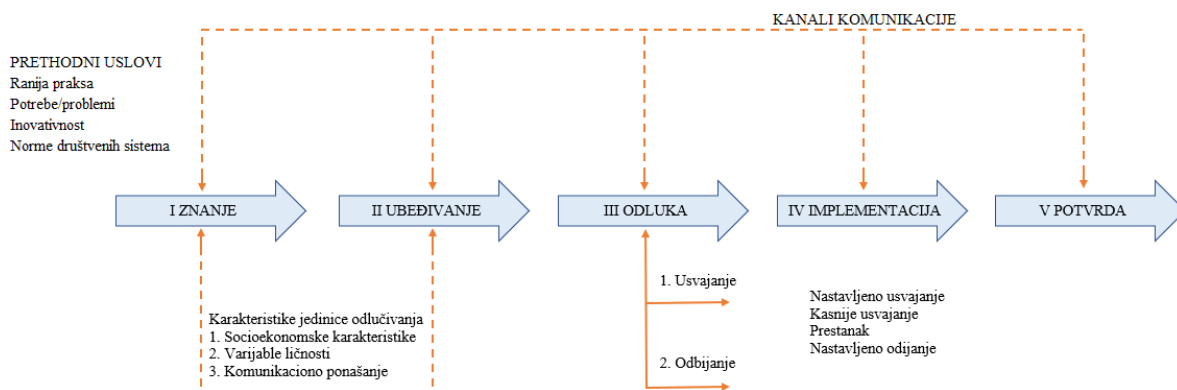 KANALI KOMUNIKACIJE
PRETHODNI USLOVI
Ranija praksa
Potrebe/problemi
Inovativnost
Norme društvenih sistema
I ZNANJE
II UBEĐIVANJE
III ODLUKA
IV IMPLEMENTACIJA
V POTVRDA
Karakteristike jedinice odlučivanja
1. Socioekonomske karakteristike
2. Varijable ličnosti
3. Komunikaciono ponašanje
1. Usvajanje
2. Odbijanje
Nastavljeno usvajanje
Kasnije usvajanje
Prestanak
Nastavljeno odijanje